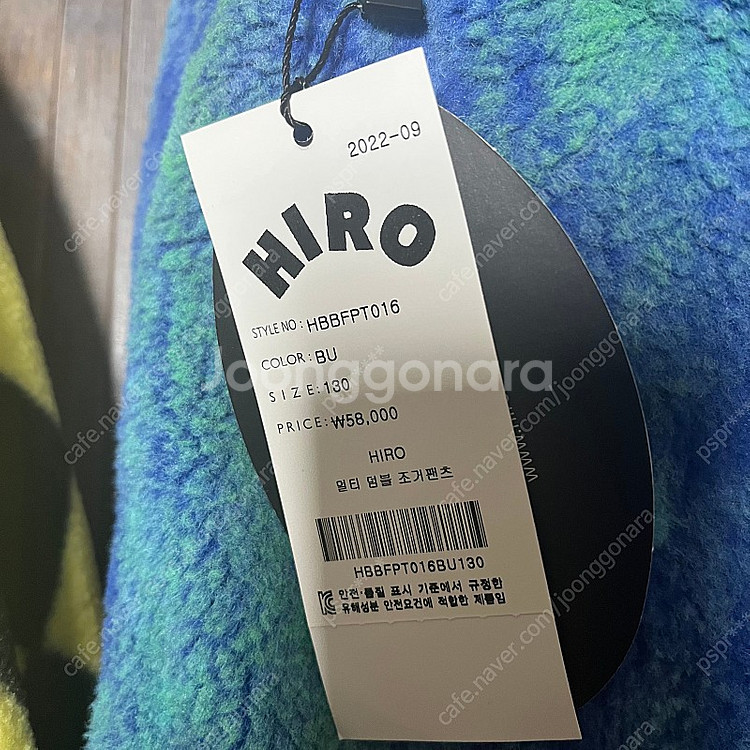 2022-09
HIRO
STYLE NO : HBBFPT016
COLOR : BU
SIZE : 130
PRICE : ₩58,000
HIRO
멀티 덤블 조거팬츠
HBBFPT016BU130
안전·품질 표시 기준에서 규정한
유해성분 안전요건에 적합한 제품임
joonggonara
cafe.naver.com/joonggonara